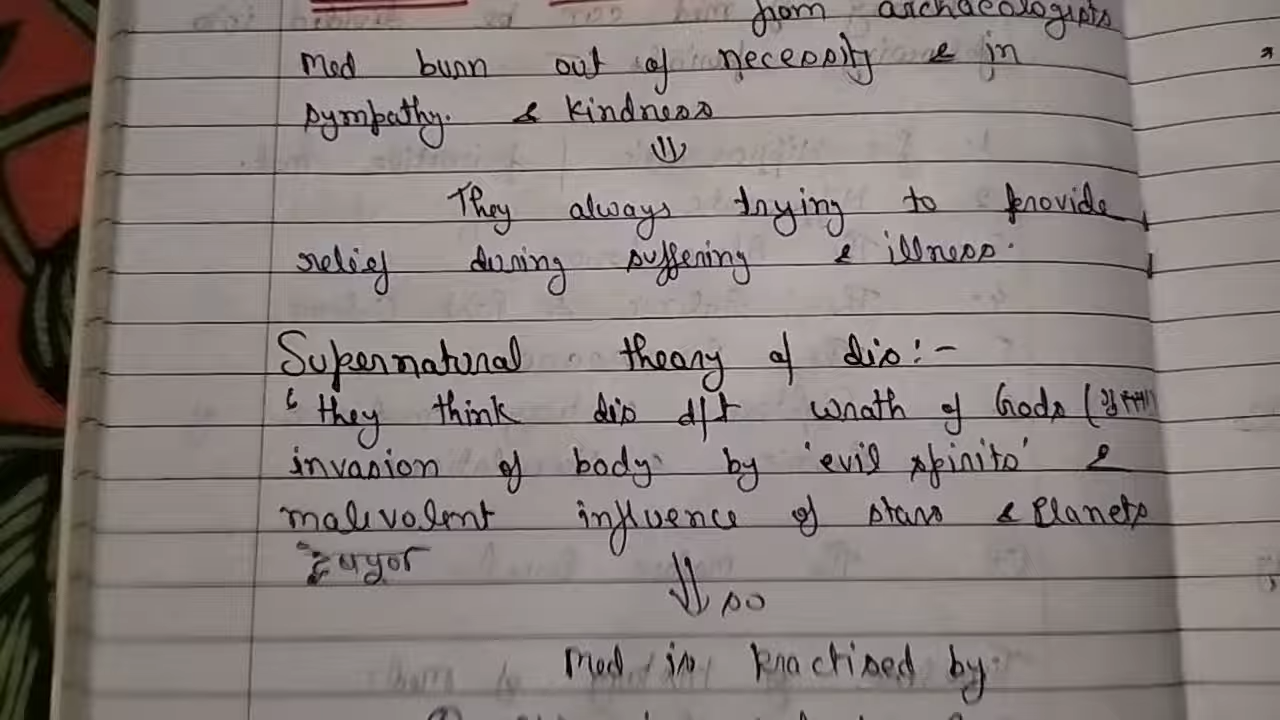 from archaeologists
Med burn out of necessity & in
sympathy. & kindness
⇓
They always trying to provide
relief during suffering & illness.
Supernatural theory of dis:-
they think dis d/t wrath of Gods (
invasion of body by 'evil spirits' &
malevolent influence of stars & Planets
⇓ so
Med is practised by: